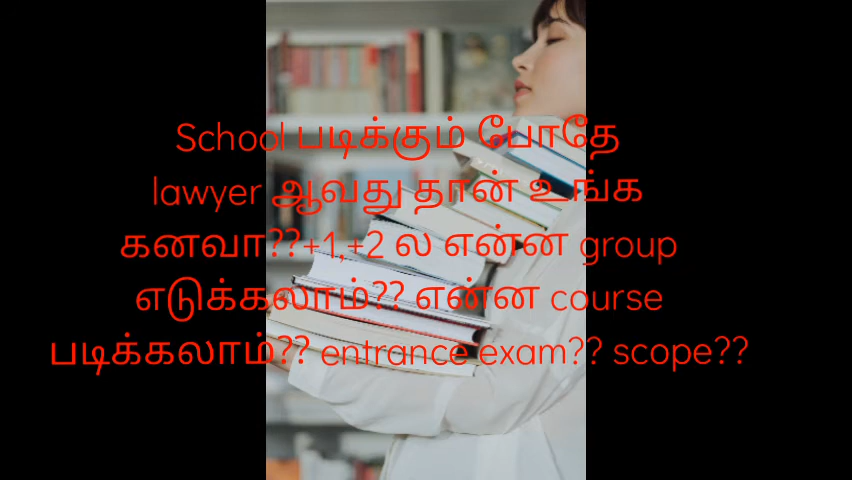 School படிக்கும் போதே
lawyer ஆவது தான் உங்க
கனவா??+1,+2 ல என்ன group
எடுக்கலாம்?? என்ன course
படிக்கலாம்?? entrance exam?? scope??